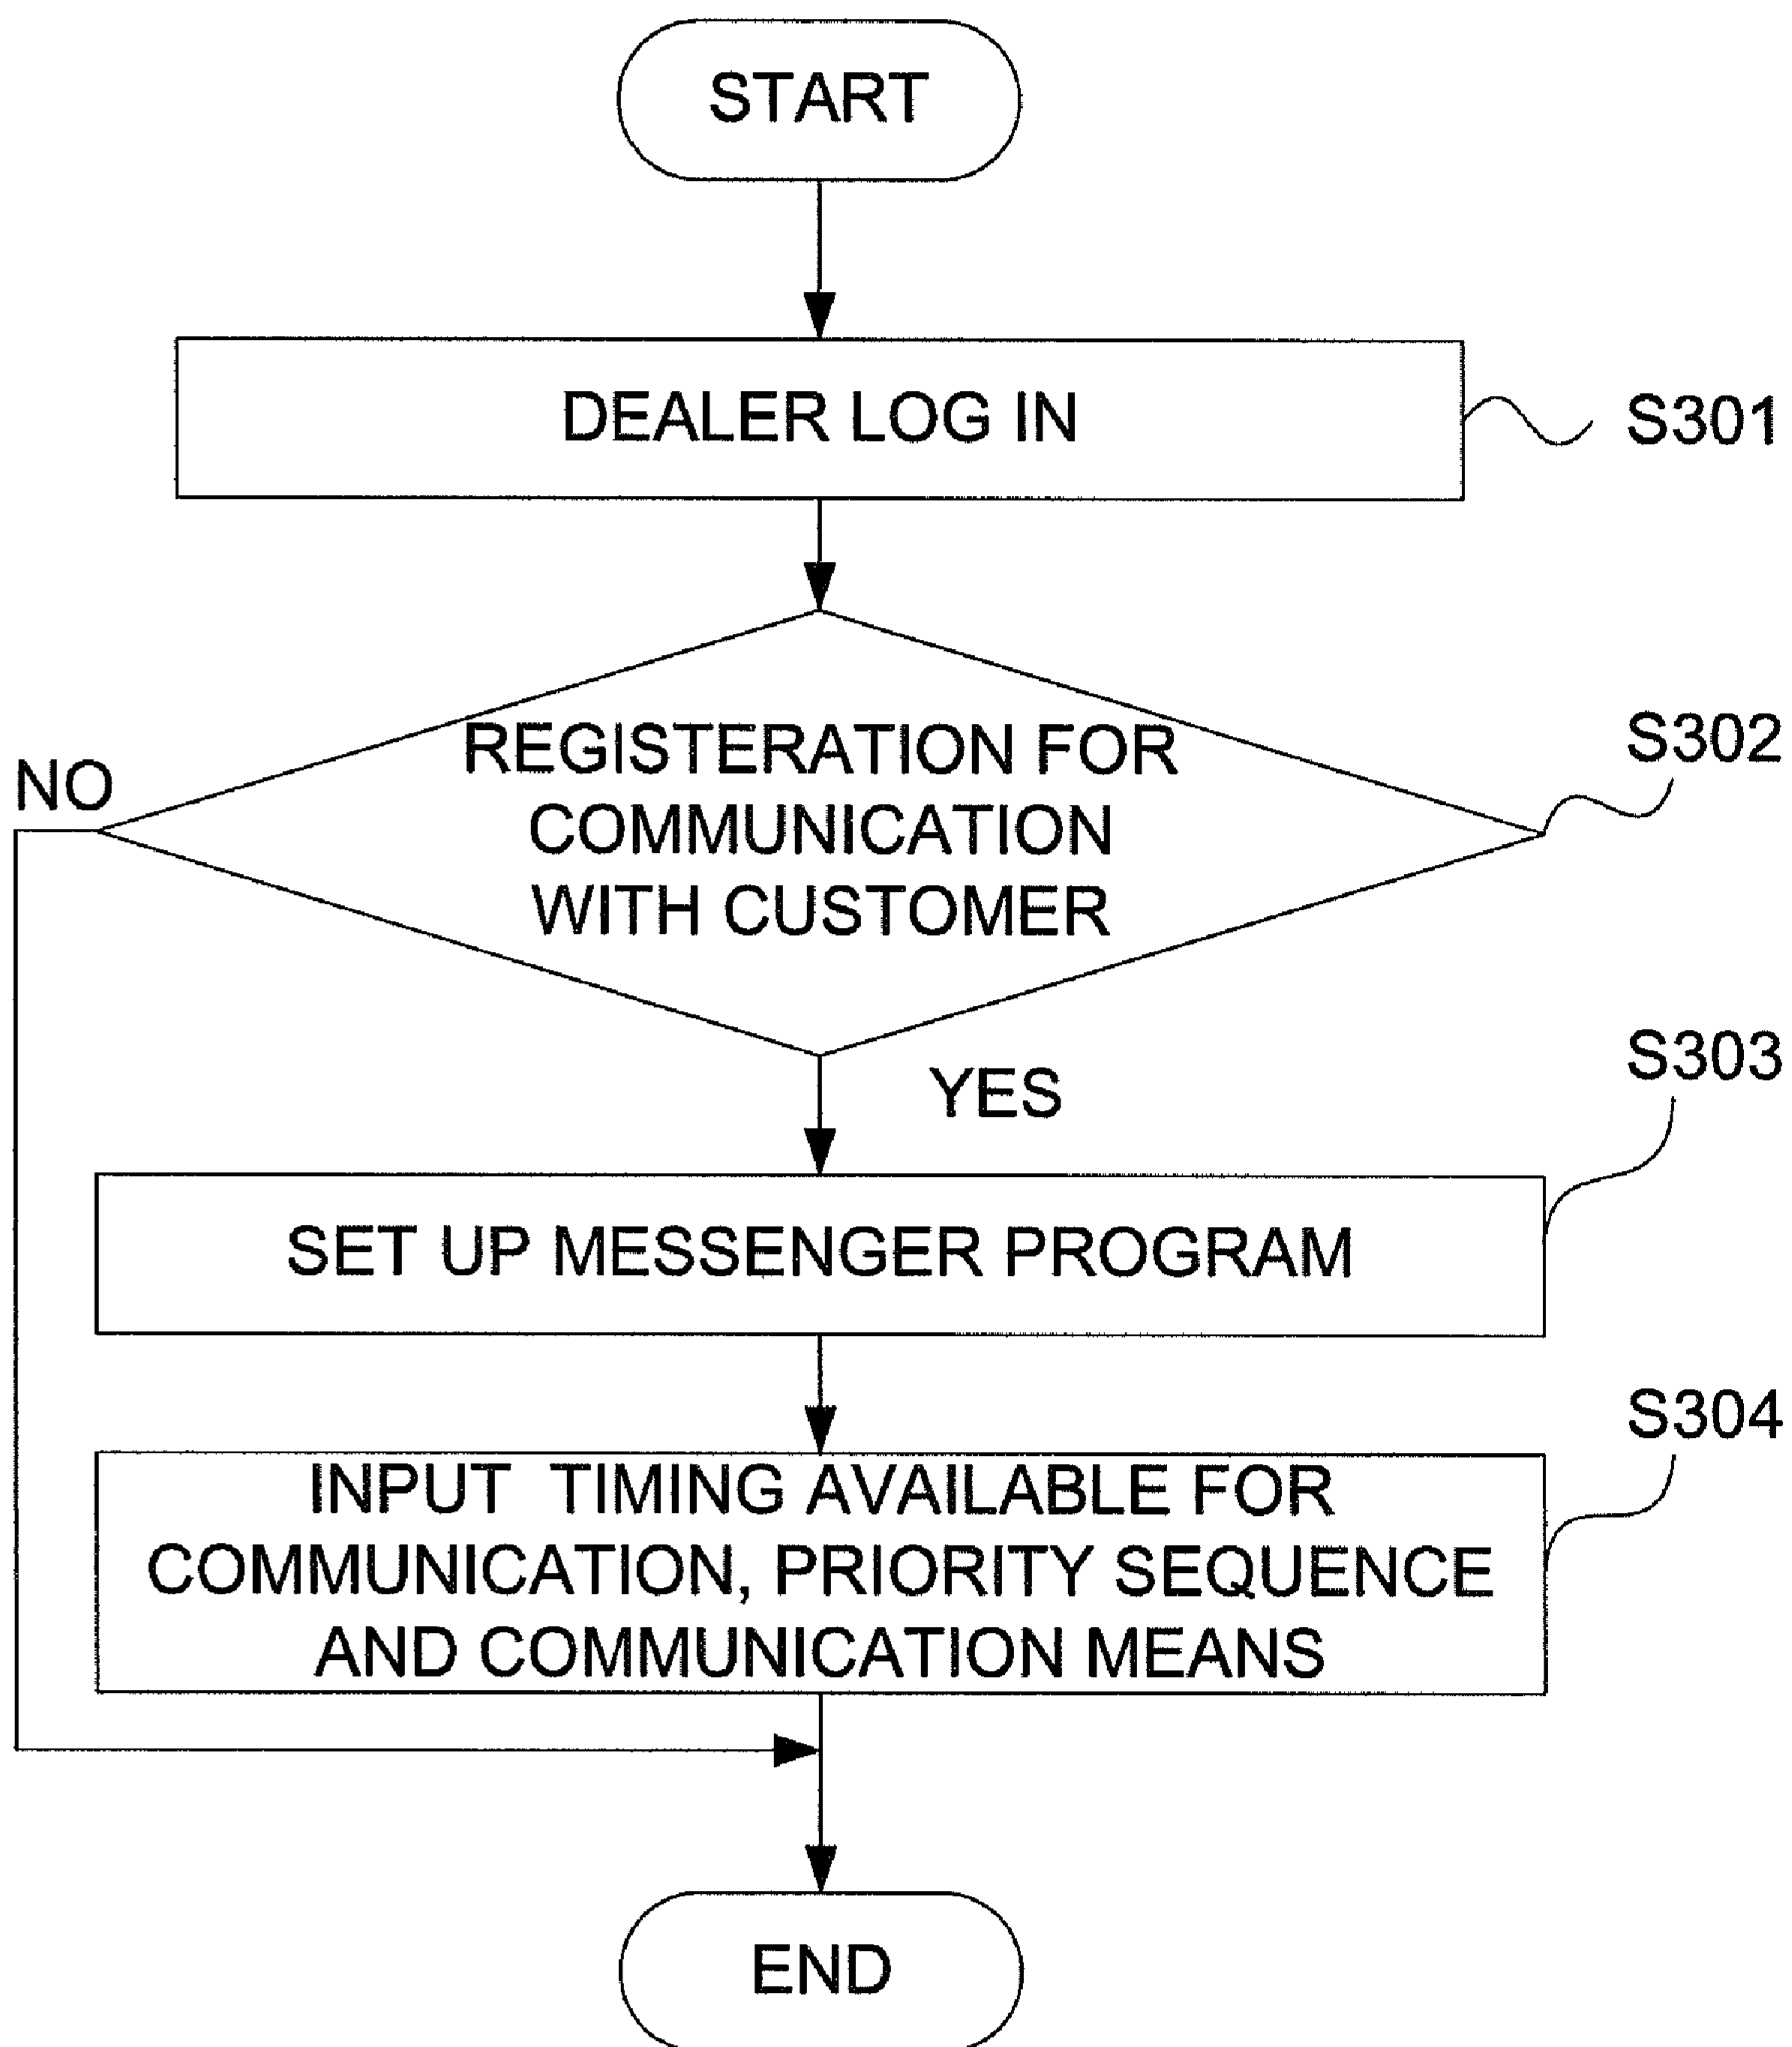 START
DEALER LOG IN
S301
REGISTERATION FOR
COMMUNICATION
WITH CUSTOMER
S302
NO
YES
S303
SET UP MESSENGER PROGRAM
S304
INPUT TIMING AVAILABLE FOR
COMMUNICATION, PRIORITY SEQUENCE
AND COMMUNICATION MEANS
END